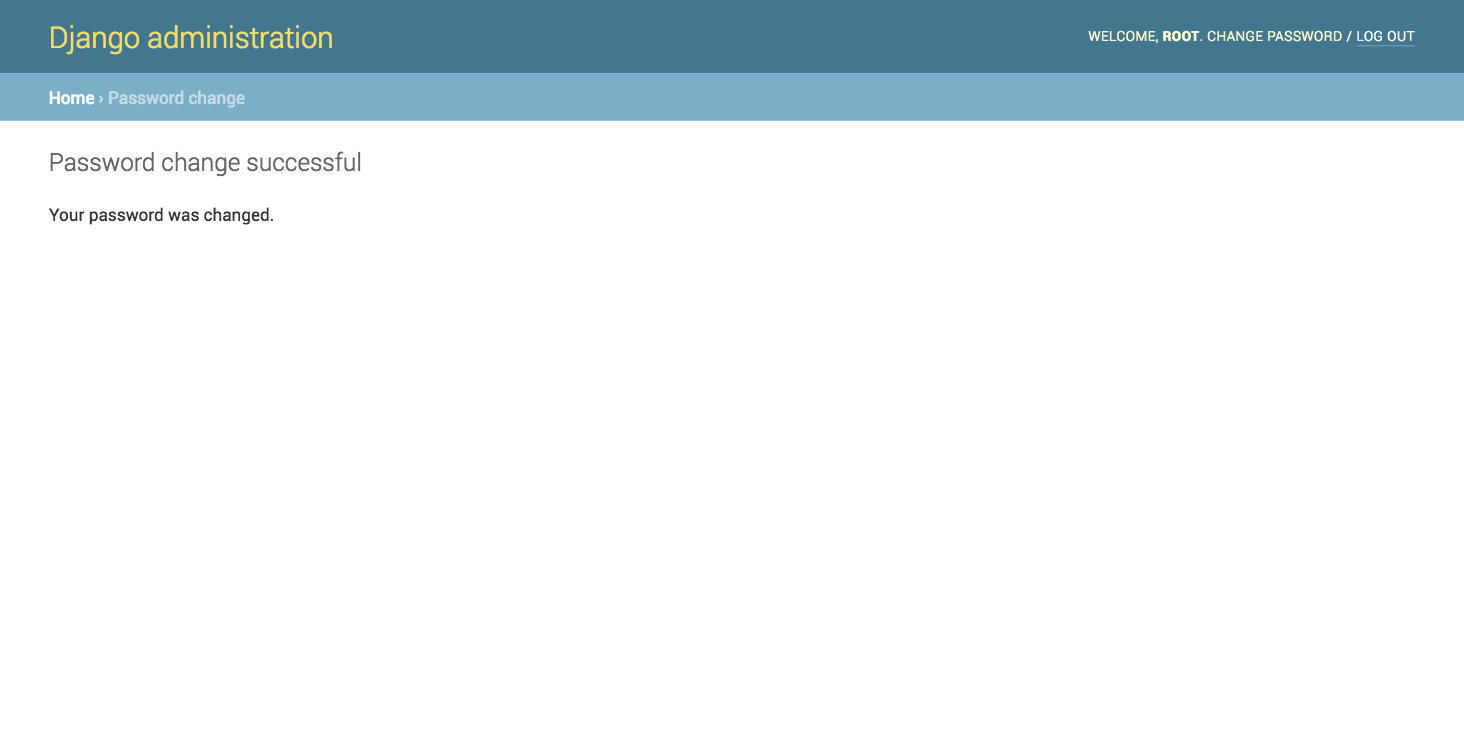 Django administration
WELCOME, ROOT. CHANGE PASSWORD / LOG OUT
Home › Password change
Password change successful
Your password was changed.